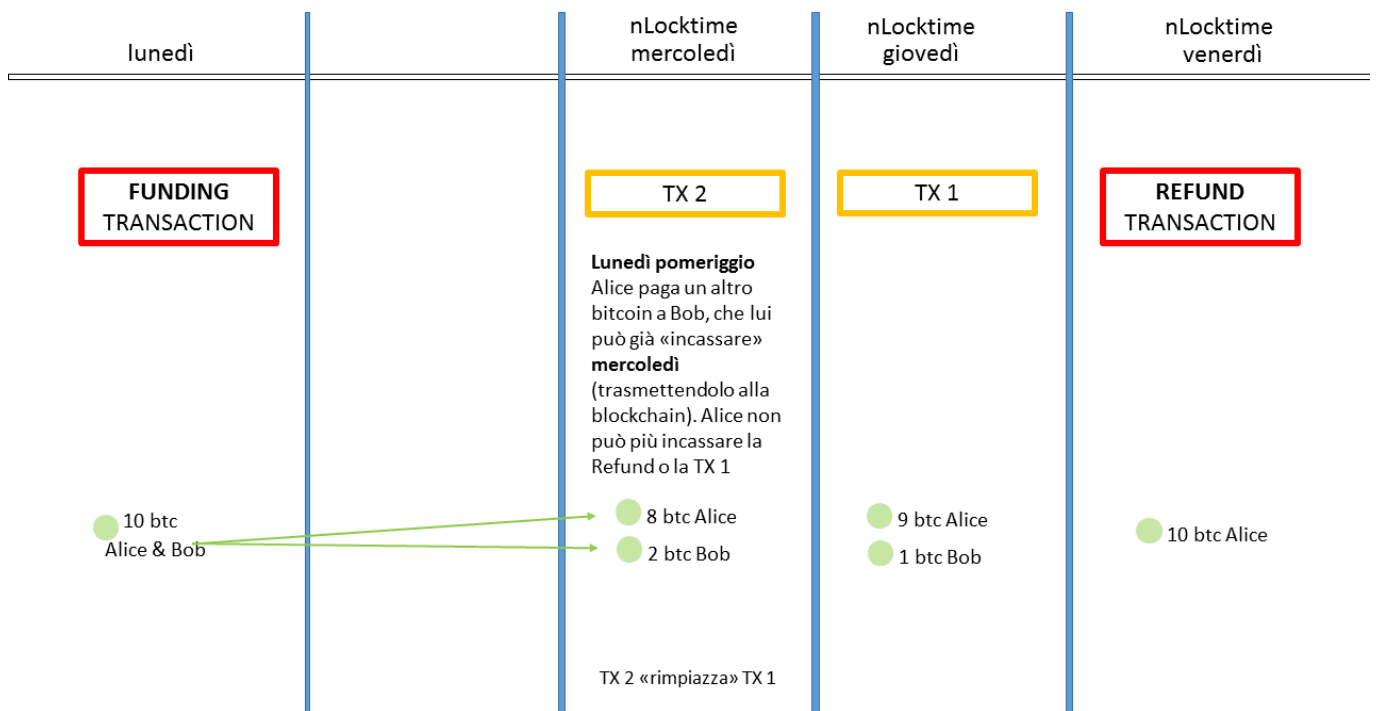 lunedì
nLocktime
mercoledì
nLocktime
giovedì
nLocktime
venerdì
FUNDING
TRANSACTION
TX 2
TX 1
REFUND
TRANSACTION
Lunedì pomeriggio
Alice paga un altro
bitcoin a Bob, che lui
può già «incassare»
mercoledì
(trasmettendolo alla
blockchain). Alice non
può più incassare la
Refund o la TX 1
10 btc
Alice & Bob
8 btc Alice
2 btc Bob
9 btc Alice
1 btc Bob
10 btc Alice
TX 2 «rimpiazza» TX 1